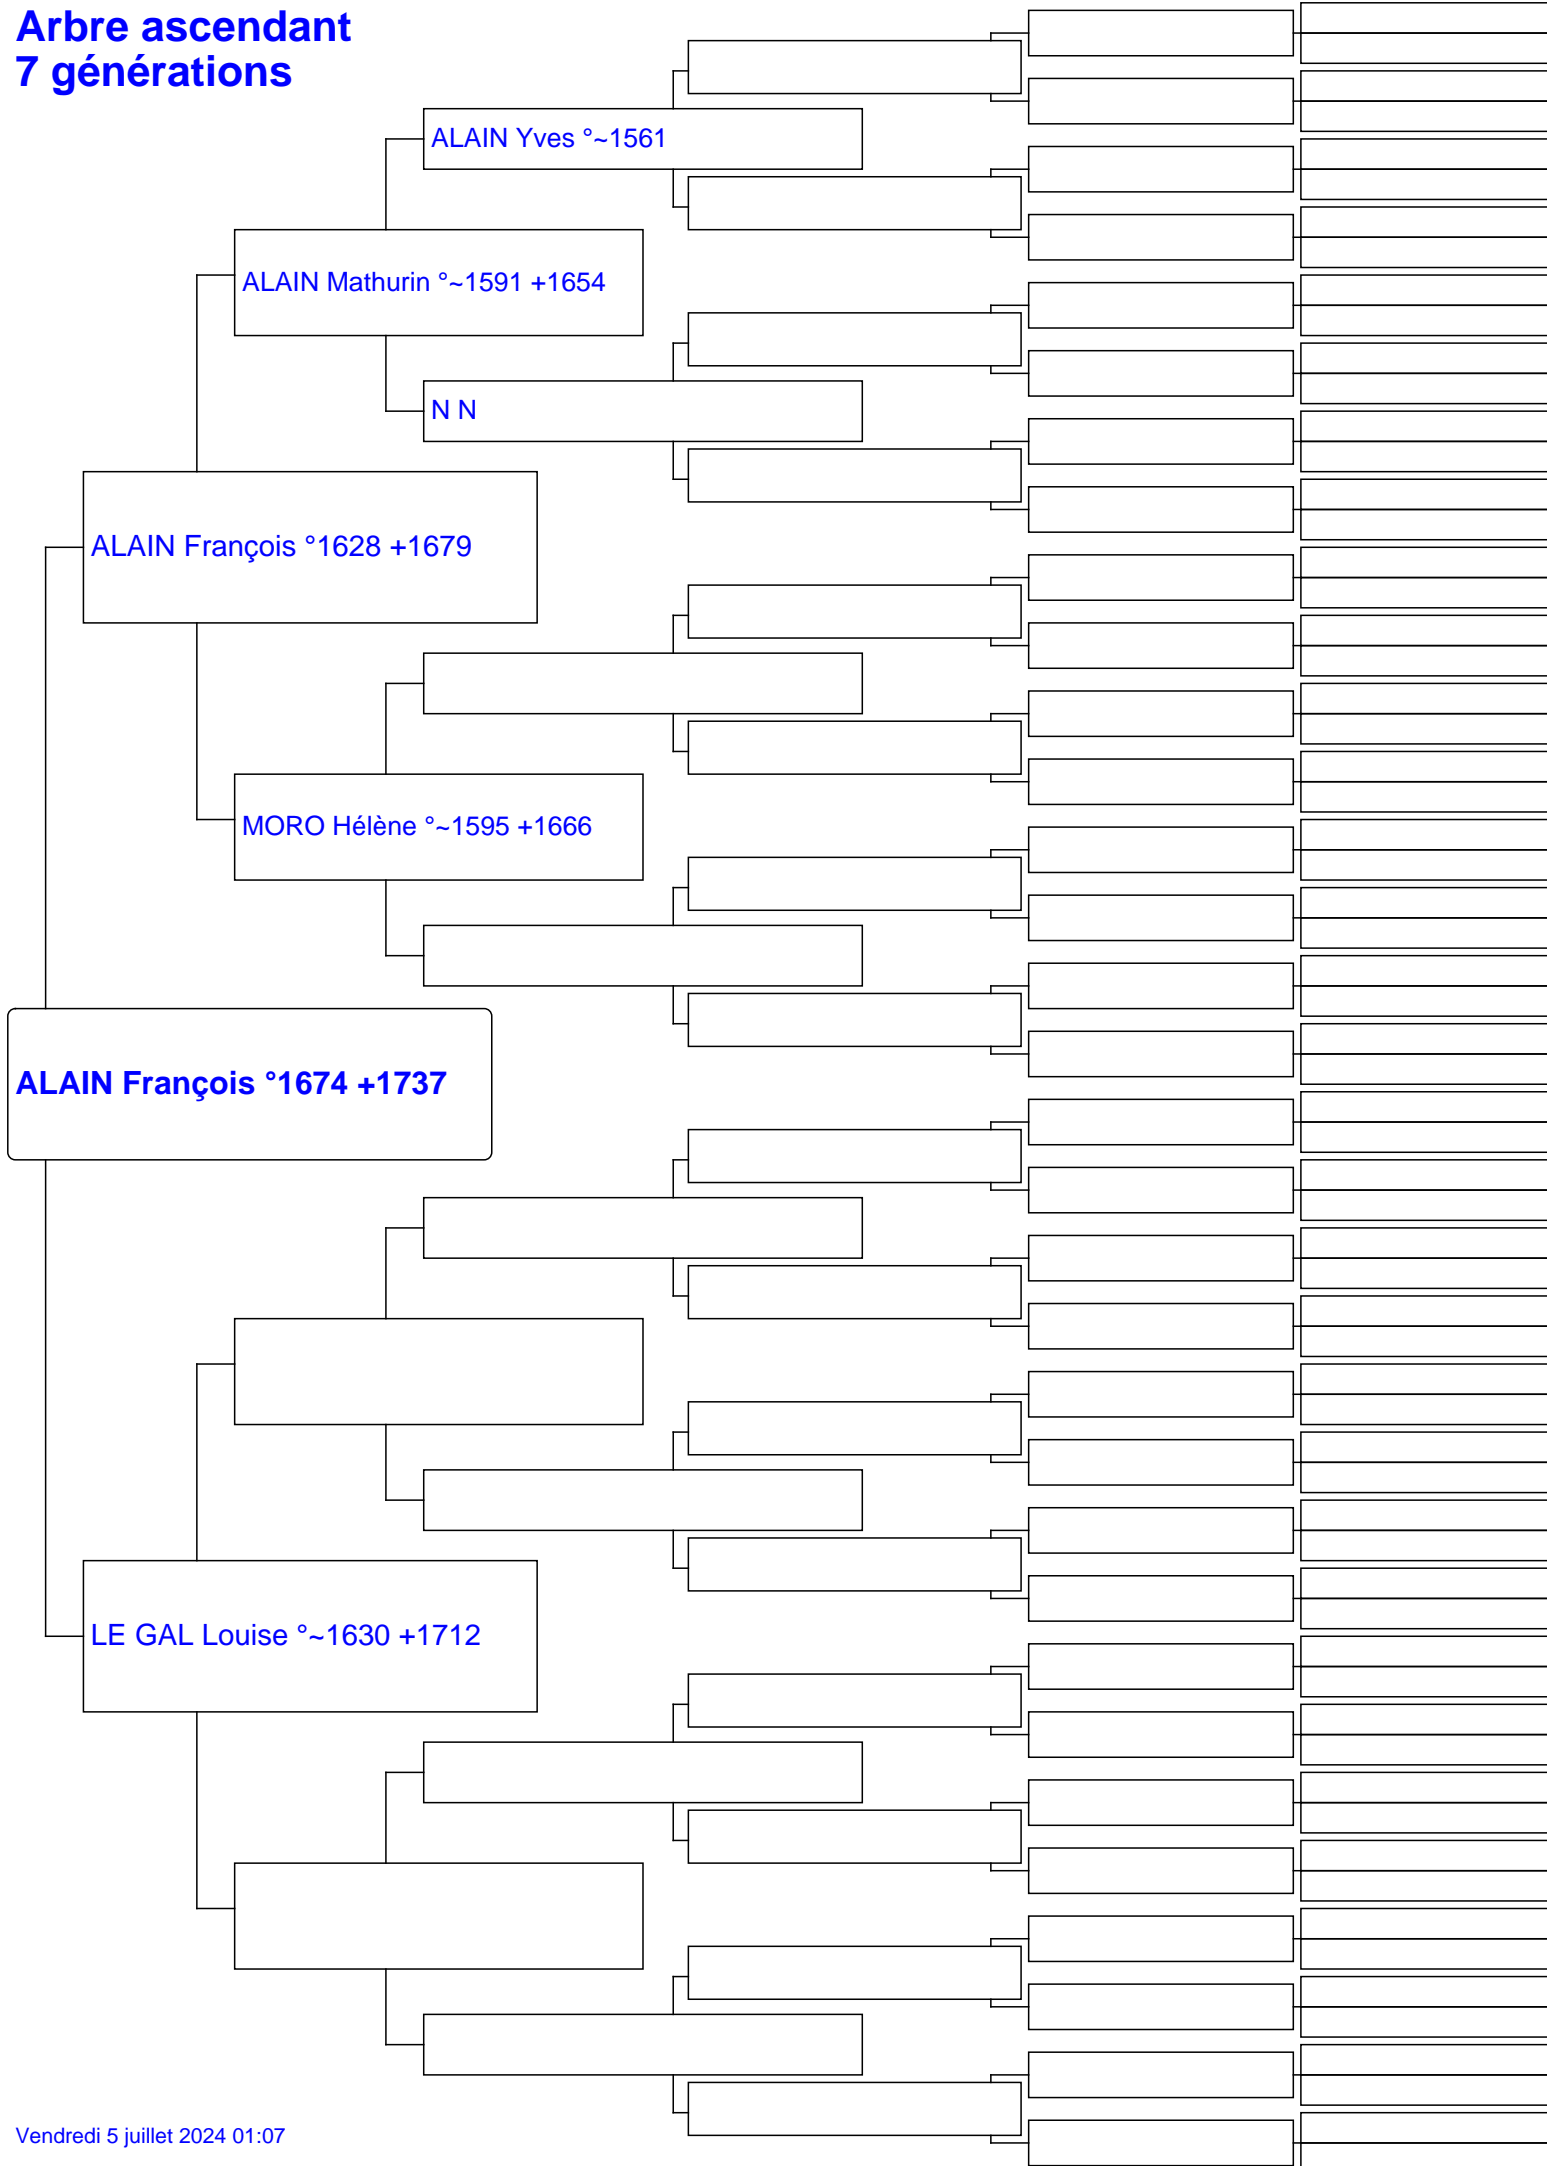 Arbre ascendant
7 générations
ALAIN Yves °~1561
ALAIN Mathurin °~1591 +1654
N N
ALAIN François °1628 +1679
MORO Hélène °~1595 +1666
ALAIN François °1674 +1737
LE GAL Louise °~1630 +1712
Vendredi 5 juillet 2024 01:07